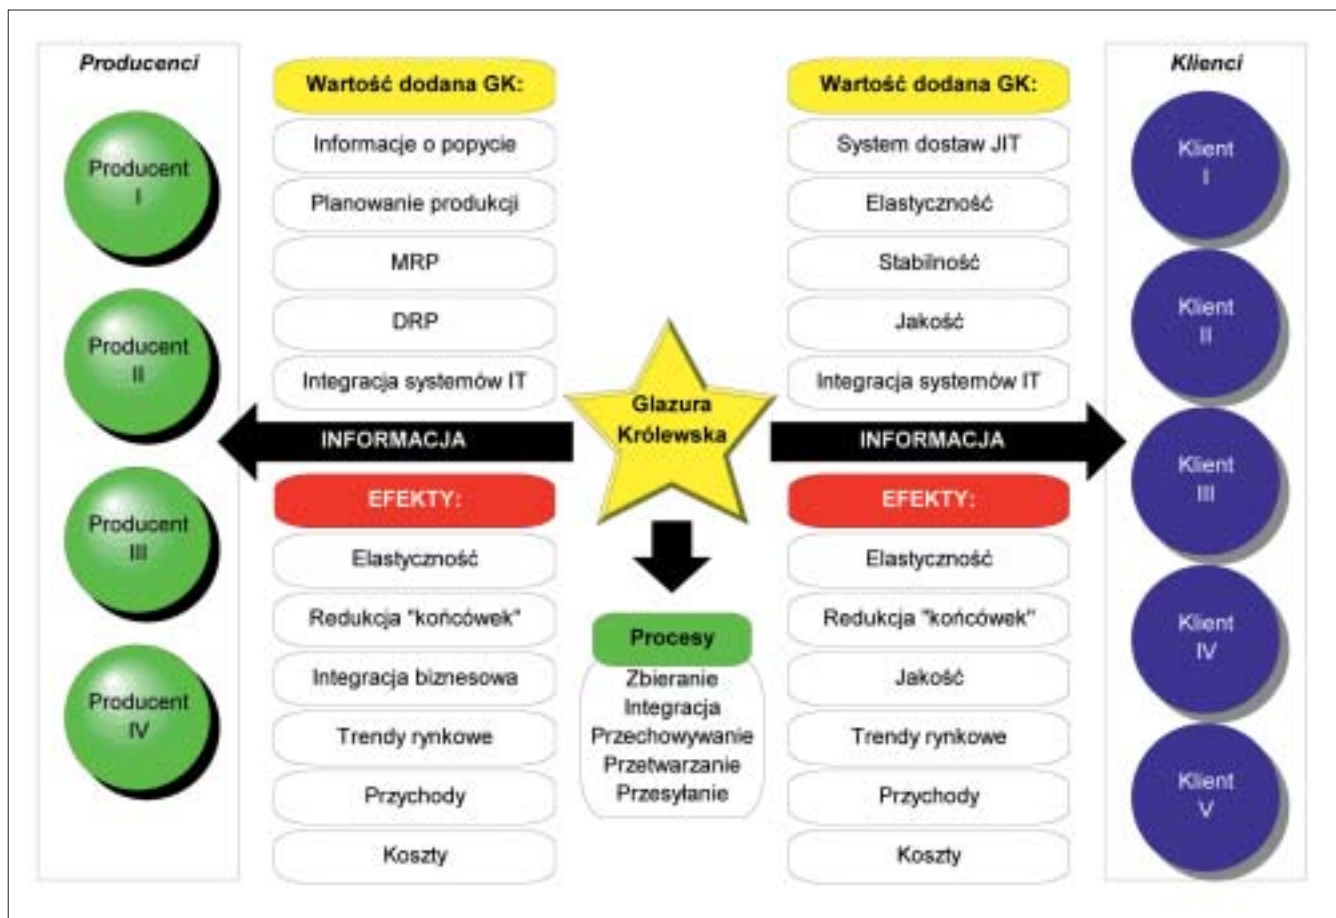 Producenci
Producent
I
Producent
II
Producent
III
Producent
IV
Wartość dodana GK:
Informacje o popycie
Planowanie produkcji
MRP
DRP
Integracja systemów IT
INFORMACJA
EFEKTY:
Elastyczność
Redukcja "końcówek"
Integracja biznesowa
Trendy rynkowe
Przychody
Koszty
Glazura
Królewska
Procesy
Zbieranie
Integracja
Przechowywanie
Przetwarzanie
Przesyłanie
Wartość dodana GK:
System dostaw JIT
Elastyczność
Stabilność
Jakość
Integracja systemów IT
INFORMACJA
EFEKTY:
Elastyczność
Redukcja "końcówek"
Jakość
Trendy rynkowe
Przychody
Koszty
Klienci
Klient
I
Klient
II
Klient
III
Klient
IV
Klient
V